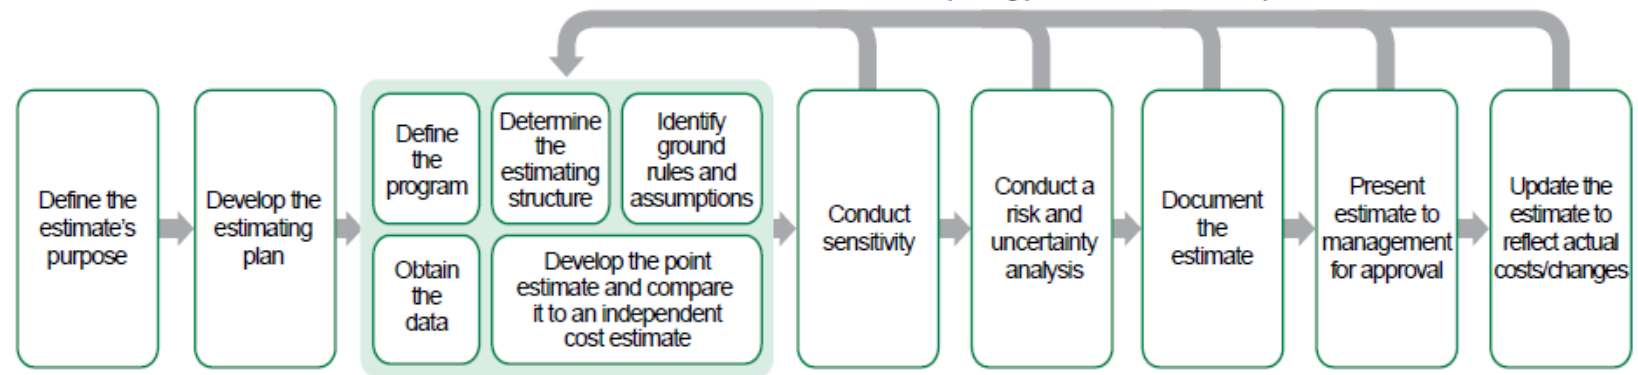 Define the
estimate's
purpose
Develop the
estimating
plan
Define
the
program
Determine
the
estimating
structure
Identify
ground
rules and
assumptions
Obtain
the
data
Develop the point
estimate and compare
it to an independent
cost estimate
Conduct
sensitivity
Conduct a
risk and
uncertainty
analysis
Document
the
estimate
Present
estimate to
management
for approval
Update the
estimate to
reflect actual
costs/changes